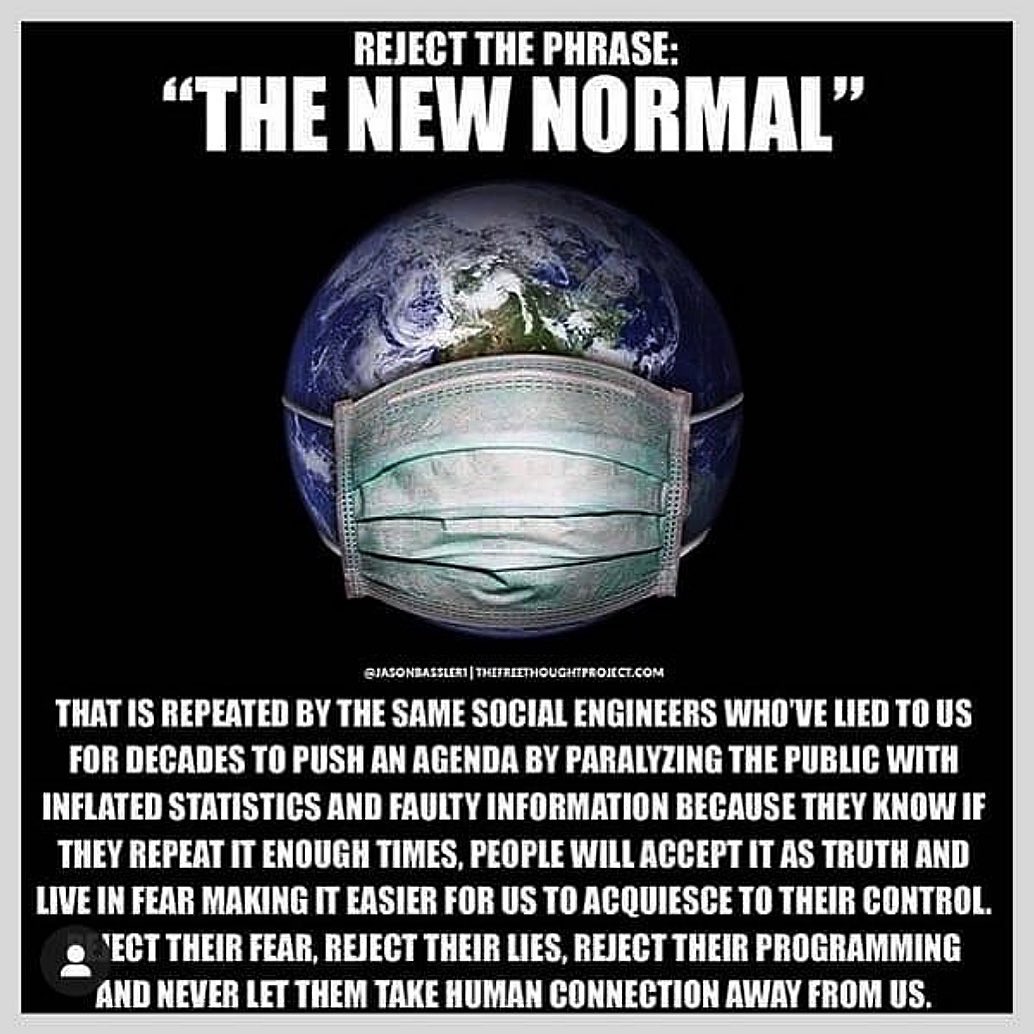 REJECT THE PHRASE:
“THE NEW NORMAL”
@JASONBASSLER1 | THEFREETHOUGHTPROJECT.COM
THAT IS REPEATED BY THE SAME SOCIAL ENGINEERS WHO'VE LIED TO US
FOR DECADES TO PUSH AN AGENDA BY PARALYZING THE PUBLIC WITH
INFLATED STATISTICS AND FAULTY INFORMATION BECAUSE THEY KNOW IF
THEY REPEAT IT ENOUGH TIMES, PEOPLE WILL ACCEPT IT AS TRUTH AND
LIVE IN FEAR MAKING IT EASIER FOR US TO ACQUIESCE TO THEIR CONTROL.
REJECT THEIR FEAR, REJECT THEIR LIES, REJECT THEIR PROGRAMMING
AND NEVER LET THEM TAKE HUMAN CONNECTION AWAY FROM US.